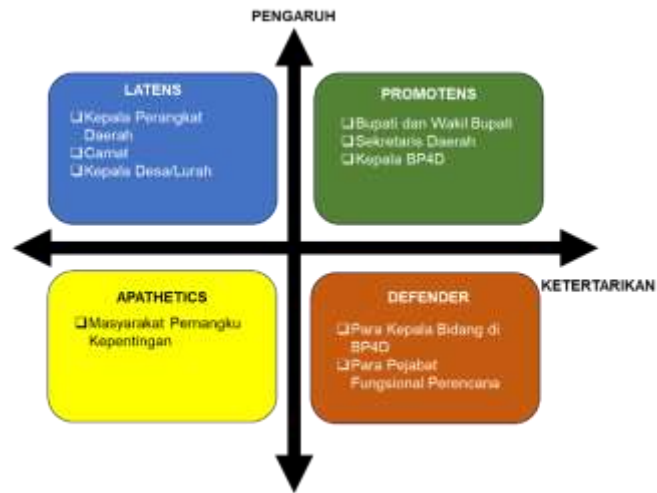 PENGARUH
LATENS
❑Kepala Perangkat
Daerah
❑Camat
❑Kepala Desa/Lurah
PROMOTENS
❑Bupati dan Wakil Bupati
❑Sekretaris Daerah
❑Kepala BP4D
KETERTARIKAN
APATHETICS
❑Masyarakat Pemangku
Kepentingan
DEFENDER
❑Para Kepala Bidang di
BP4D
❑Para Pejabat
Fungsional Perencana